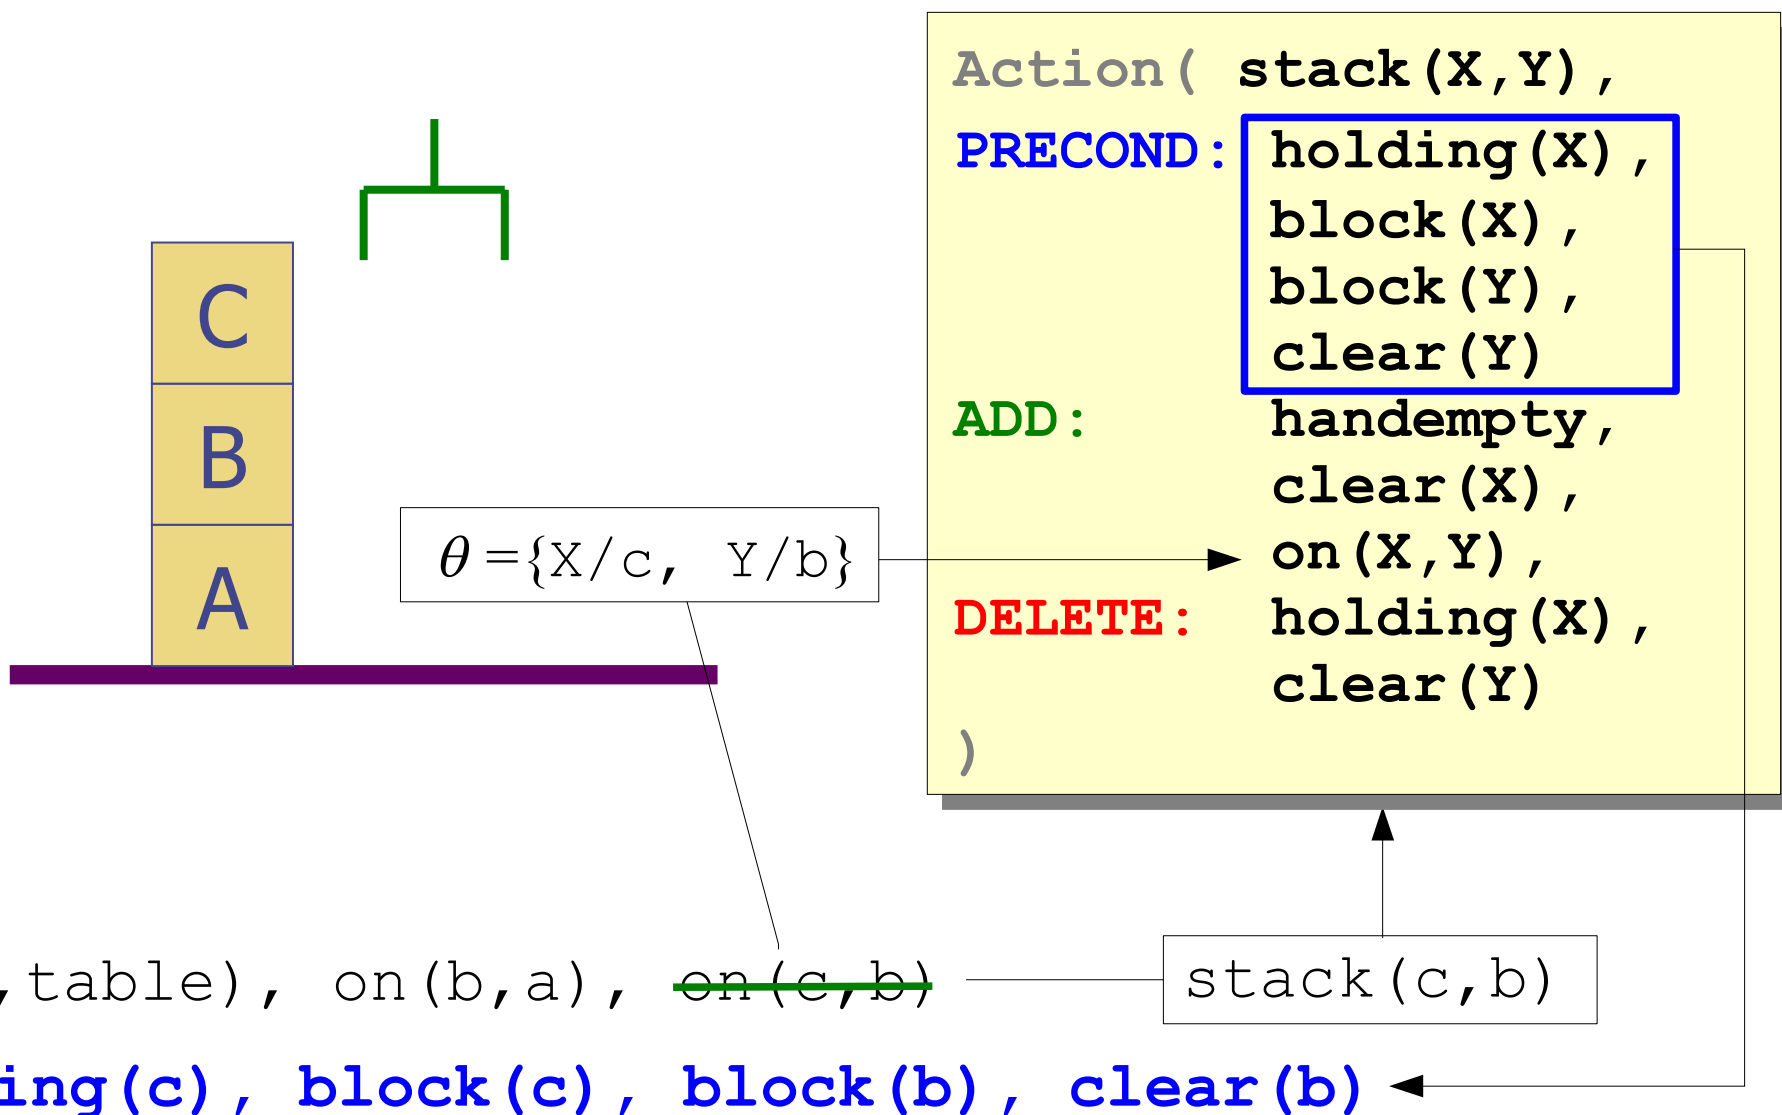 Action( stack(X,Y),
PRECOND: holding(X),
block(X),
block(Y),
clear(Y)
ADD: handempty,
clear(X),
on(X,Y),
DELETE: holding(X),
clear(Y)
)
C
B
A
θ={X/c, Y/b}
,table), on(b,a), on(c,b)
stack(c,b)
ing(c), block(c), block(b), clear(b)